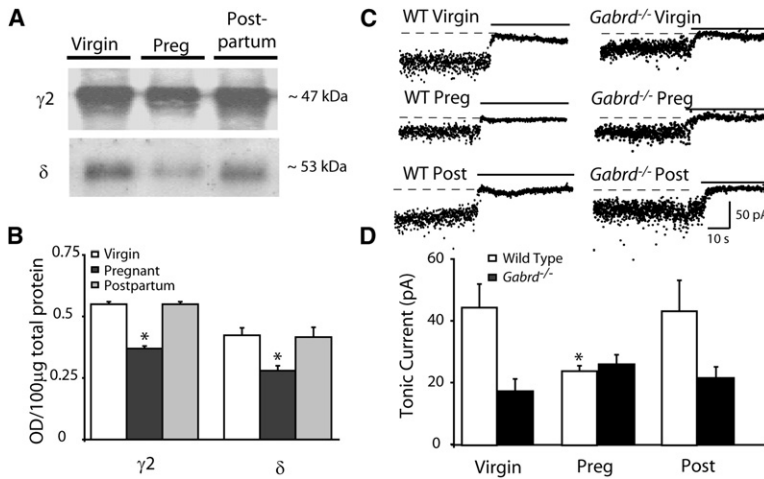 A
Virgin
Preg
Post-
partum
γ2
~ 47 kDa
δ
~ 53 kDa
B
OD/100µg total protein
0.75
0.5
0.25
0
Virgin
Pregnant
Postpartum
*
*
γ2
δ
C
WT Virgin
Gabrd-/- Virgin
WT Preg
Gabrd-/- Preg
WT Post
Gabrd-/- Post
50 pA
10 s
D
Tonic Current (pA)
60
40
20
0
Wild Type
Gabrd-/-
*
Virgin
Preg
Post